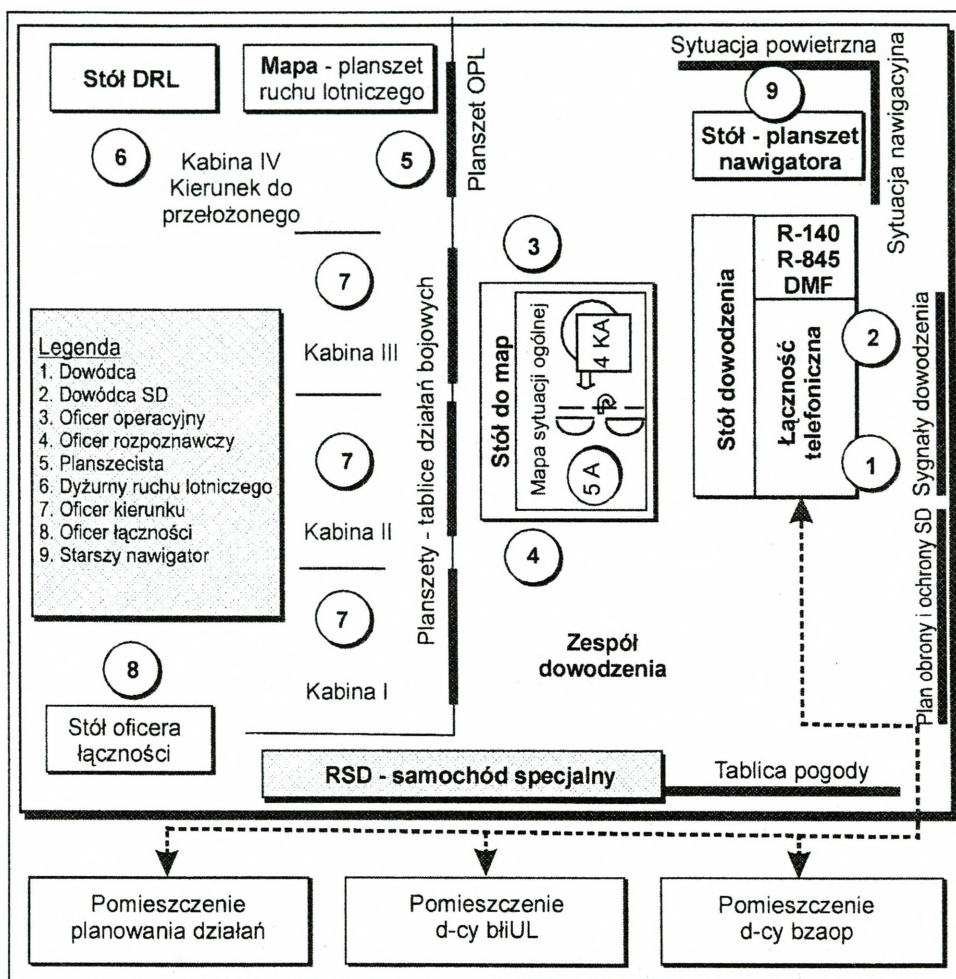 Stół DRL
Mapa - planszet
ruchu lotniczego
Planszet OPL
Sytuacja powietrzna
Sytuacja nawigacyjna
9
Stół - planszet
nawigatora
6
Kabina IV
Kierunek do
przełożonego
5
3
7
Kabina III
7
Kabina II
7
Kabina I
Planszety - tablice działań bojowych
Stół do map
Mapa sytuacji ogólnej
4 KA
5 A
4
Stół dowodzenia
R-140
R-845
DMF
Łączność
telefoniczna
2
1
Sygnały dowodzenia
Plan obrony i ochrony SD
Legenda
1. Dowódca
2. Dowódca SD
3. Oficer operacyjny
4. Oficer rozpoznawczy
5. Planszecista
6. Dyżurny ruchu lotniczego
7. Oficer kierunku
8. Oficer łączności
9. Starszy nawigator
8
Stół oficera
łączności
Zespół
dowodzenia
RSD - samochód specjalny
Tablica pogody
Pomieszczenie
planowania działań
Pomieszczenie
d-cy błiUL
Pomieszczenie
d-cy bzaop